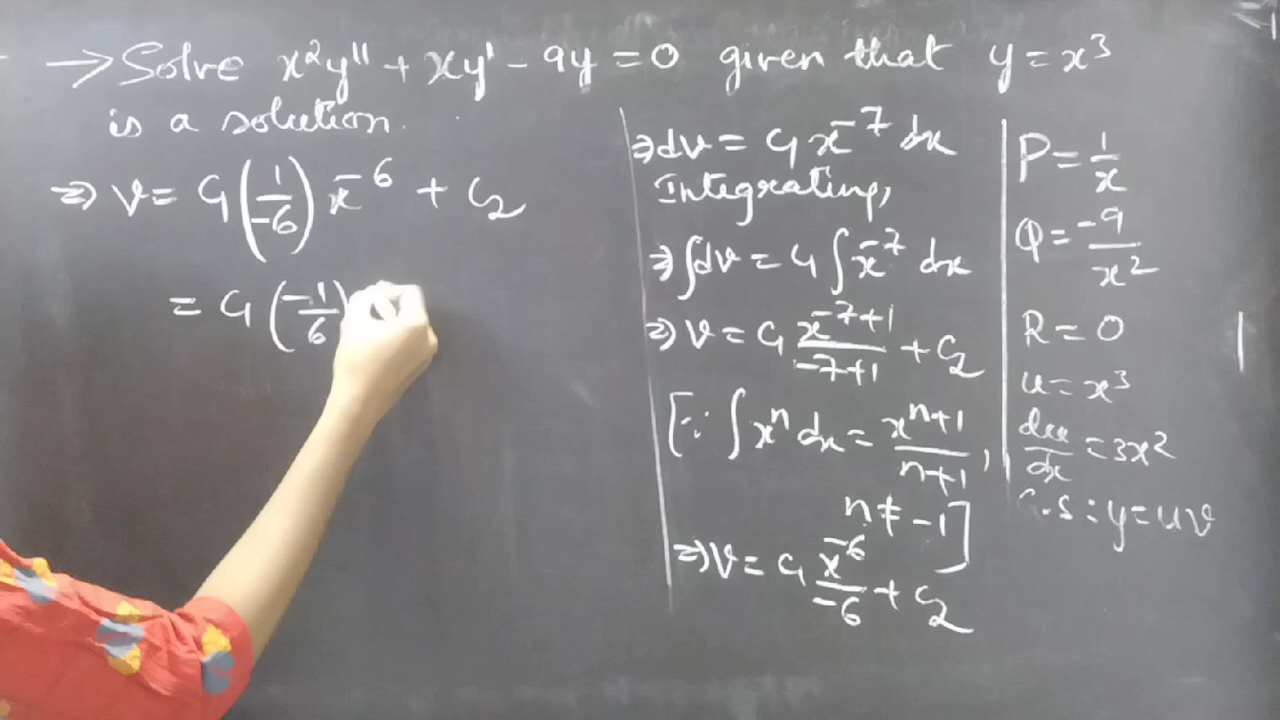 → Solve x²y'' + xy' - 9y = 0 given that y = x³
is a solution.
⇒ v = C₁(1/-6) x⁻⁶ + C₂
= C₁(-1/6)
⇒ dv = C₁ x⁻⁷ dx
Integrating,
⇒ ∫dv = C₁ ∫x⁻⁷ dx
⇒ v = C₁ x⁻⁷⁺¹/-7+1 + C₂
[∵ ∫xⁿ dx = xⁿ⁺¹/n+1,
n ≠ -1]
⇒ v = C₁ x⁻⁶/-6 + C₂
P = 1/x
Q = -9/x²
R = 0
u = x³
du/dx = 3x²
G.S : y = uv